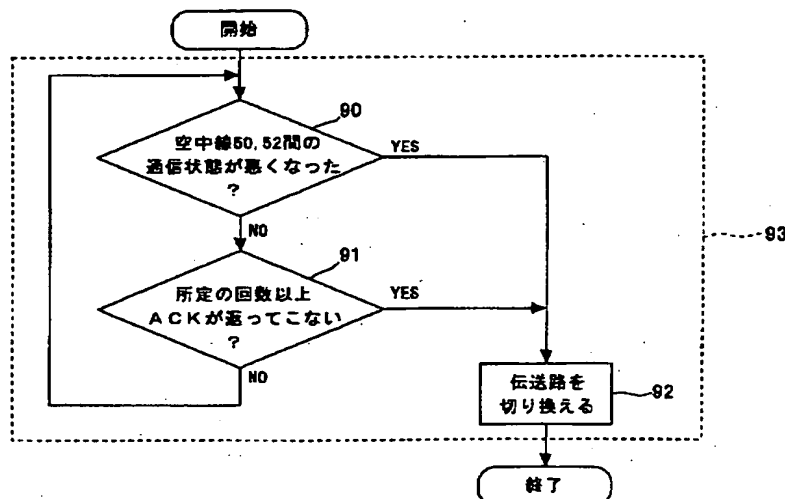 開始
90
空中線50,52間の
通信状態が悪くなった
?
YES
NO
93
91
所定の回数以上
ACKが返ってこない
?
YES
NO
伝送路を
切り換える
92
終了